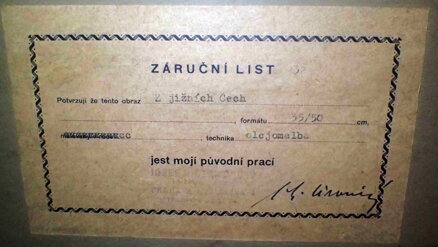 ZÁRUČNÍ LIST
Potvrzuji že tento obraz Z jižních Čech
, formátu 35/50 cm,
, technika olejomalba
jest mojí původní prací